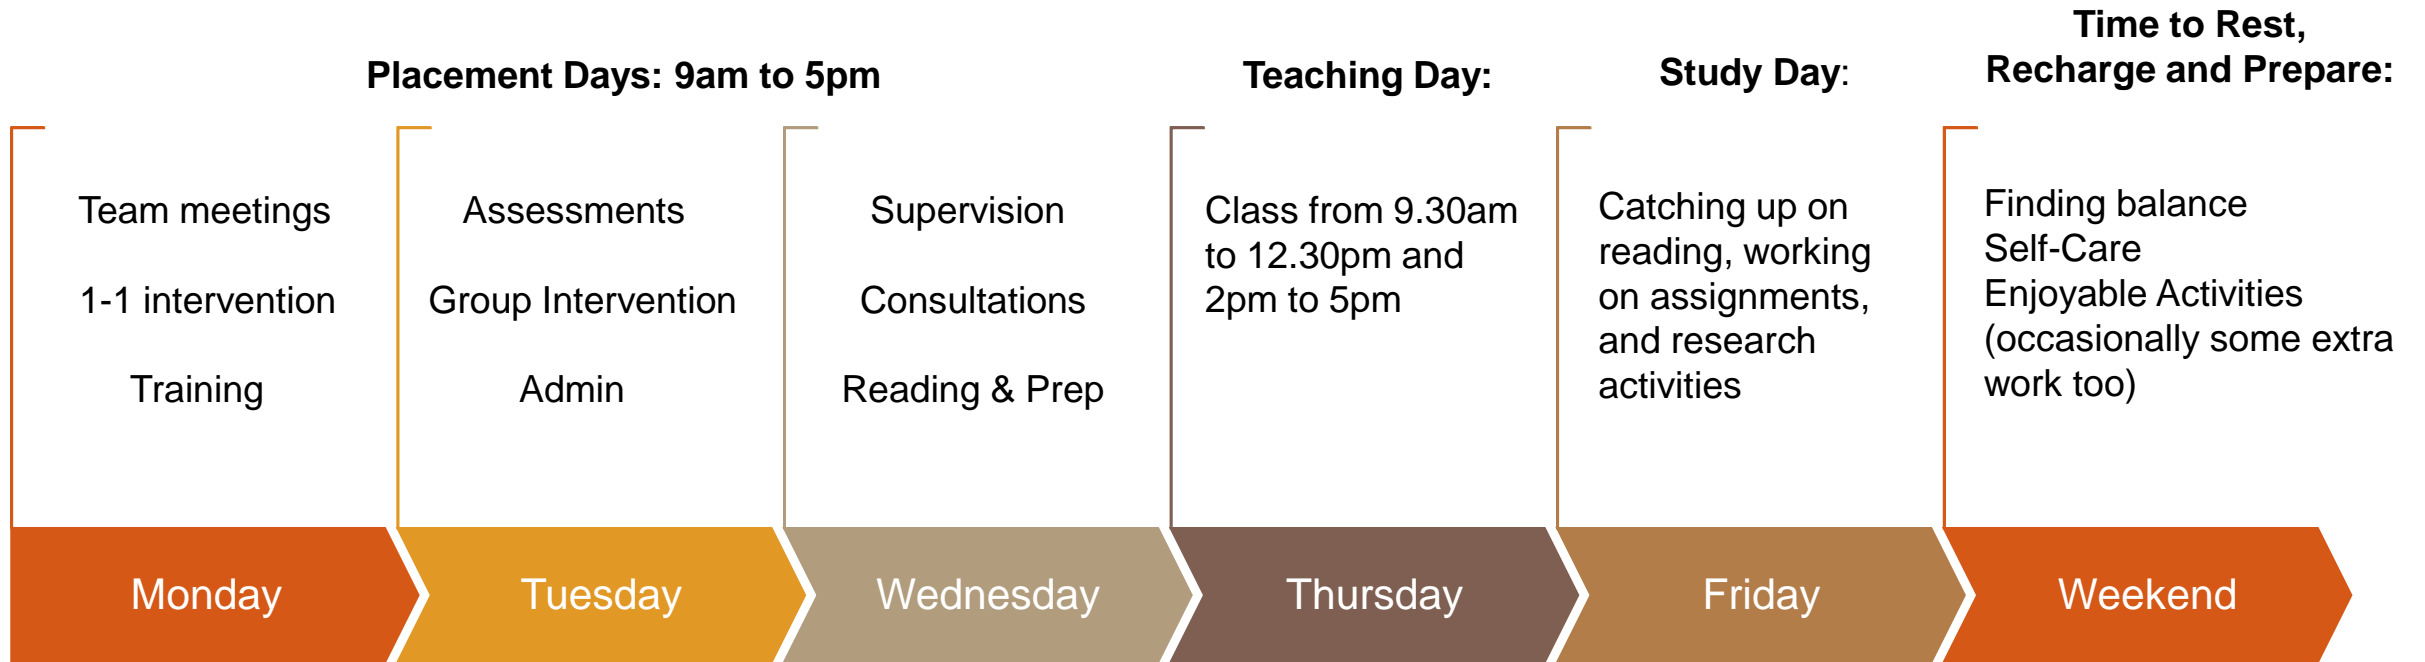 Placement Days: 9am to 5pm
Teaching Day:
Study Day:
Time to Rest,
Recharge and Prepare:
Team meetings
1-1 intervention
Training
Assessments
Group Intervention
Admin
Supervision
Consultations
Reading & Prep
Class from 9.30am
to 12.30pm and
2pm to 5pm
Catching up on
reading, working
on assignments,
and research
activities
Finding balance
Self-Care
Enjoyable Activities
(occasionally some extra
work too)
Monday
Tuesday
Wednesday
Thursday
Friday
Weekend